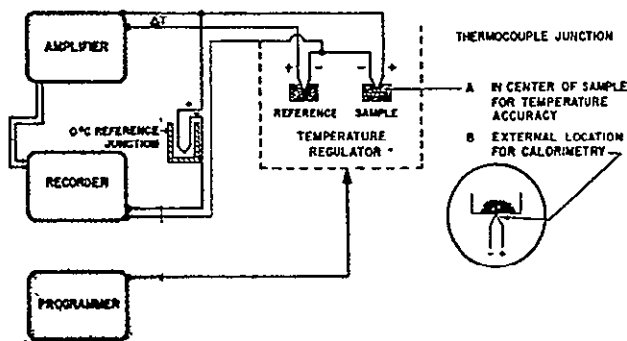 AMPLIFIER
ΔT
0°C REFERENCE
JUNCTION
RECORDER
PROGRAMMER
+ - - +
REFERENCE SAMPLE
TEMPERATURE
REGULATOR
+
THERMOCOUPLE JUNCTION
A IN CENTER OF SAMPLE
FOR TEMPERATURE
ACCURACY
B EXTERNAL LOCATION
FOR CALORIMETRY
- +